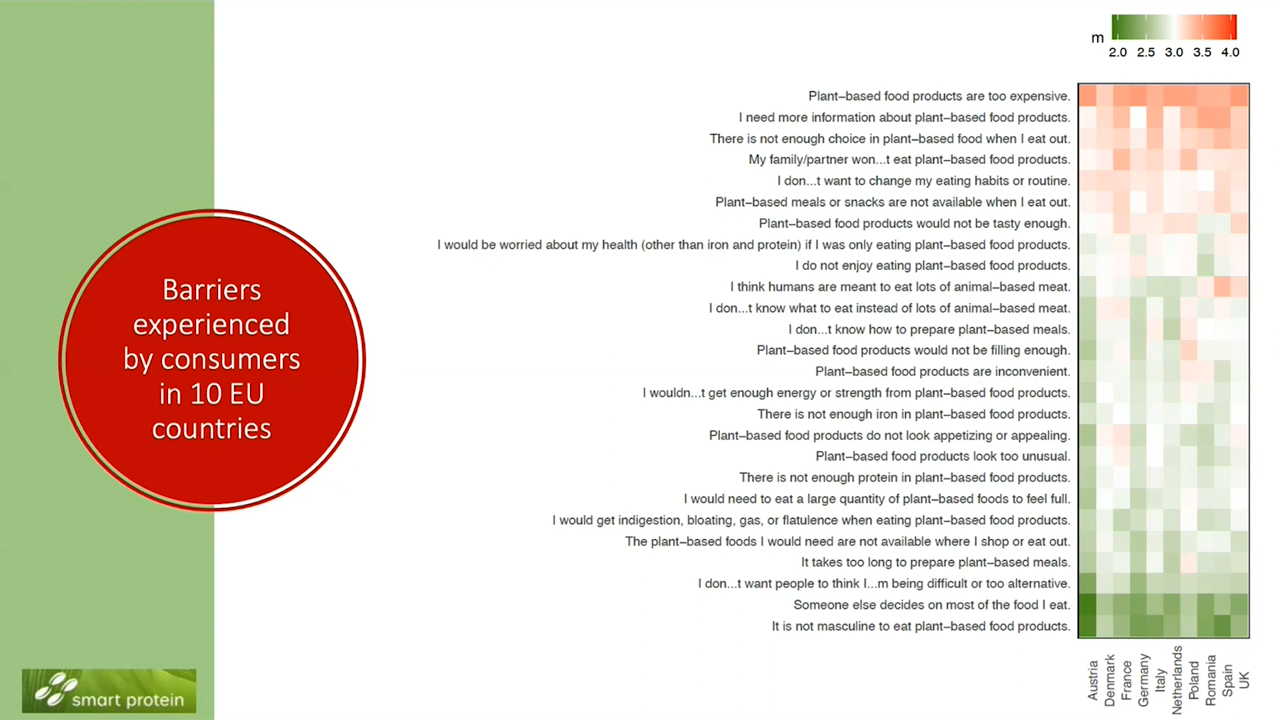 Barriers
experienced
by consumers
in 10 EU
countries
smart protein
m
2.0 2.5 3.0 3.5 4.0
Plant−based food products are too expensive.
I need more information about plant−based food products.
There is not enough choice in plant−based food when I eat out.
My family/partner won...t eat plant−based food products.
I don...t want to change my eating habits or routine.
Plant−based meals or snacks are not available when I eat out.
Plant−based food products would not be tasty enough.
I would be worried about my health (other than iron and protein) if I was only eating plant−based food products.
I do not enjoy eating plant−based food products.
I think humans are meant to eat lots of animal−based meat.
I don...t know what to eat instead of lots of animal−based meat.
I don...t know how to prepare plant−based meals.
Plant−based food products would not be filling enough.
Plant−based food products are inconvenient.
I wouldn...t get enough energy or strength from plant−based food products.
There is not enough iron in plant−based food products.
Plant−based food products do not look appetizing or appealing.
Plant−based food products look too unusual.
There is not enough protein in plant−based food products.
I would need to eat a large quantity of plant−based foods to feel full.
I would get indigestion, bloating, gas, or flatulence when eating plant−based food products.
The plant−based foods I would need are not available where I shop or eat out.
It takes too long to prepare plant−based meals.
I don...t want people to think I...m being difficult or too alternative.
Someone else decides on most of the food I eat.
It is not masculine to eat plant−based food products.
Austria
Denmark
France
Germany
Italy
Netherlands
Poland
Romania
Spain
UK